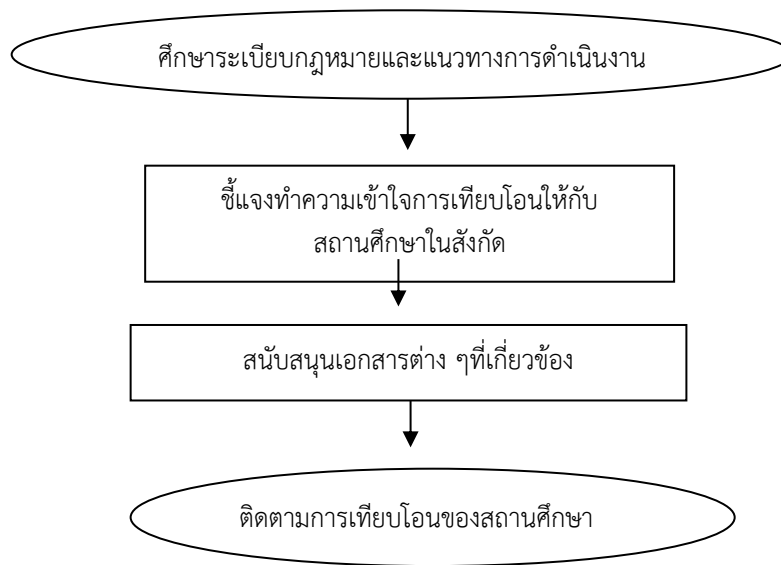 ศึกษาระเบียบกฎหมายและแนวทางการดำเนินงาน
ชี้แจงทำความเข้าใจการเทียบโอนให้กับ
สถานศึกษาในสังกัด
สนับสนุนเอกสารต่าง ๆที่เกี่ยวข้อง
ติดตามการเทียบโอนของสถานศึกษา